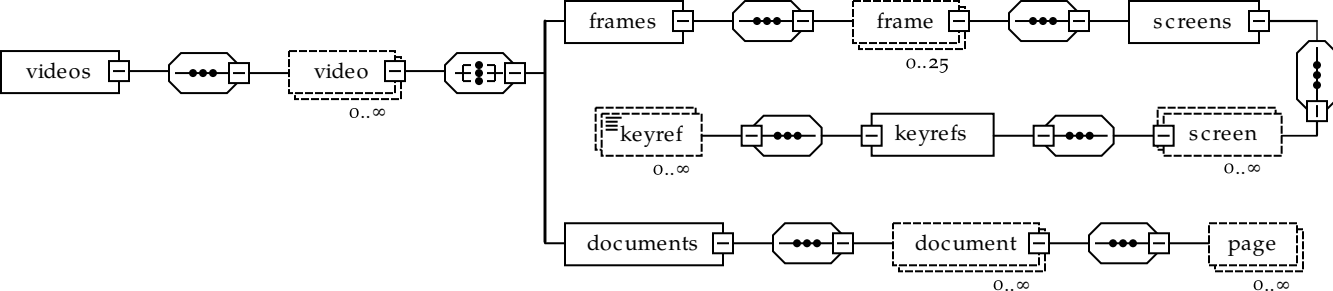 frames
frame
screens
0..25
videos
video
0..∞
keyref
keyrefs
screen
0..∞
0..∞
documents
document
page
0..∞
0..∞